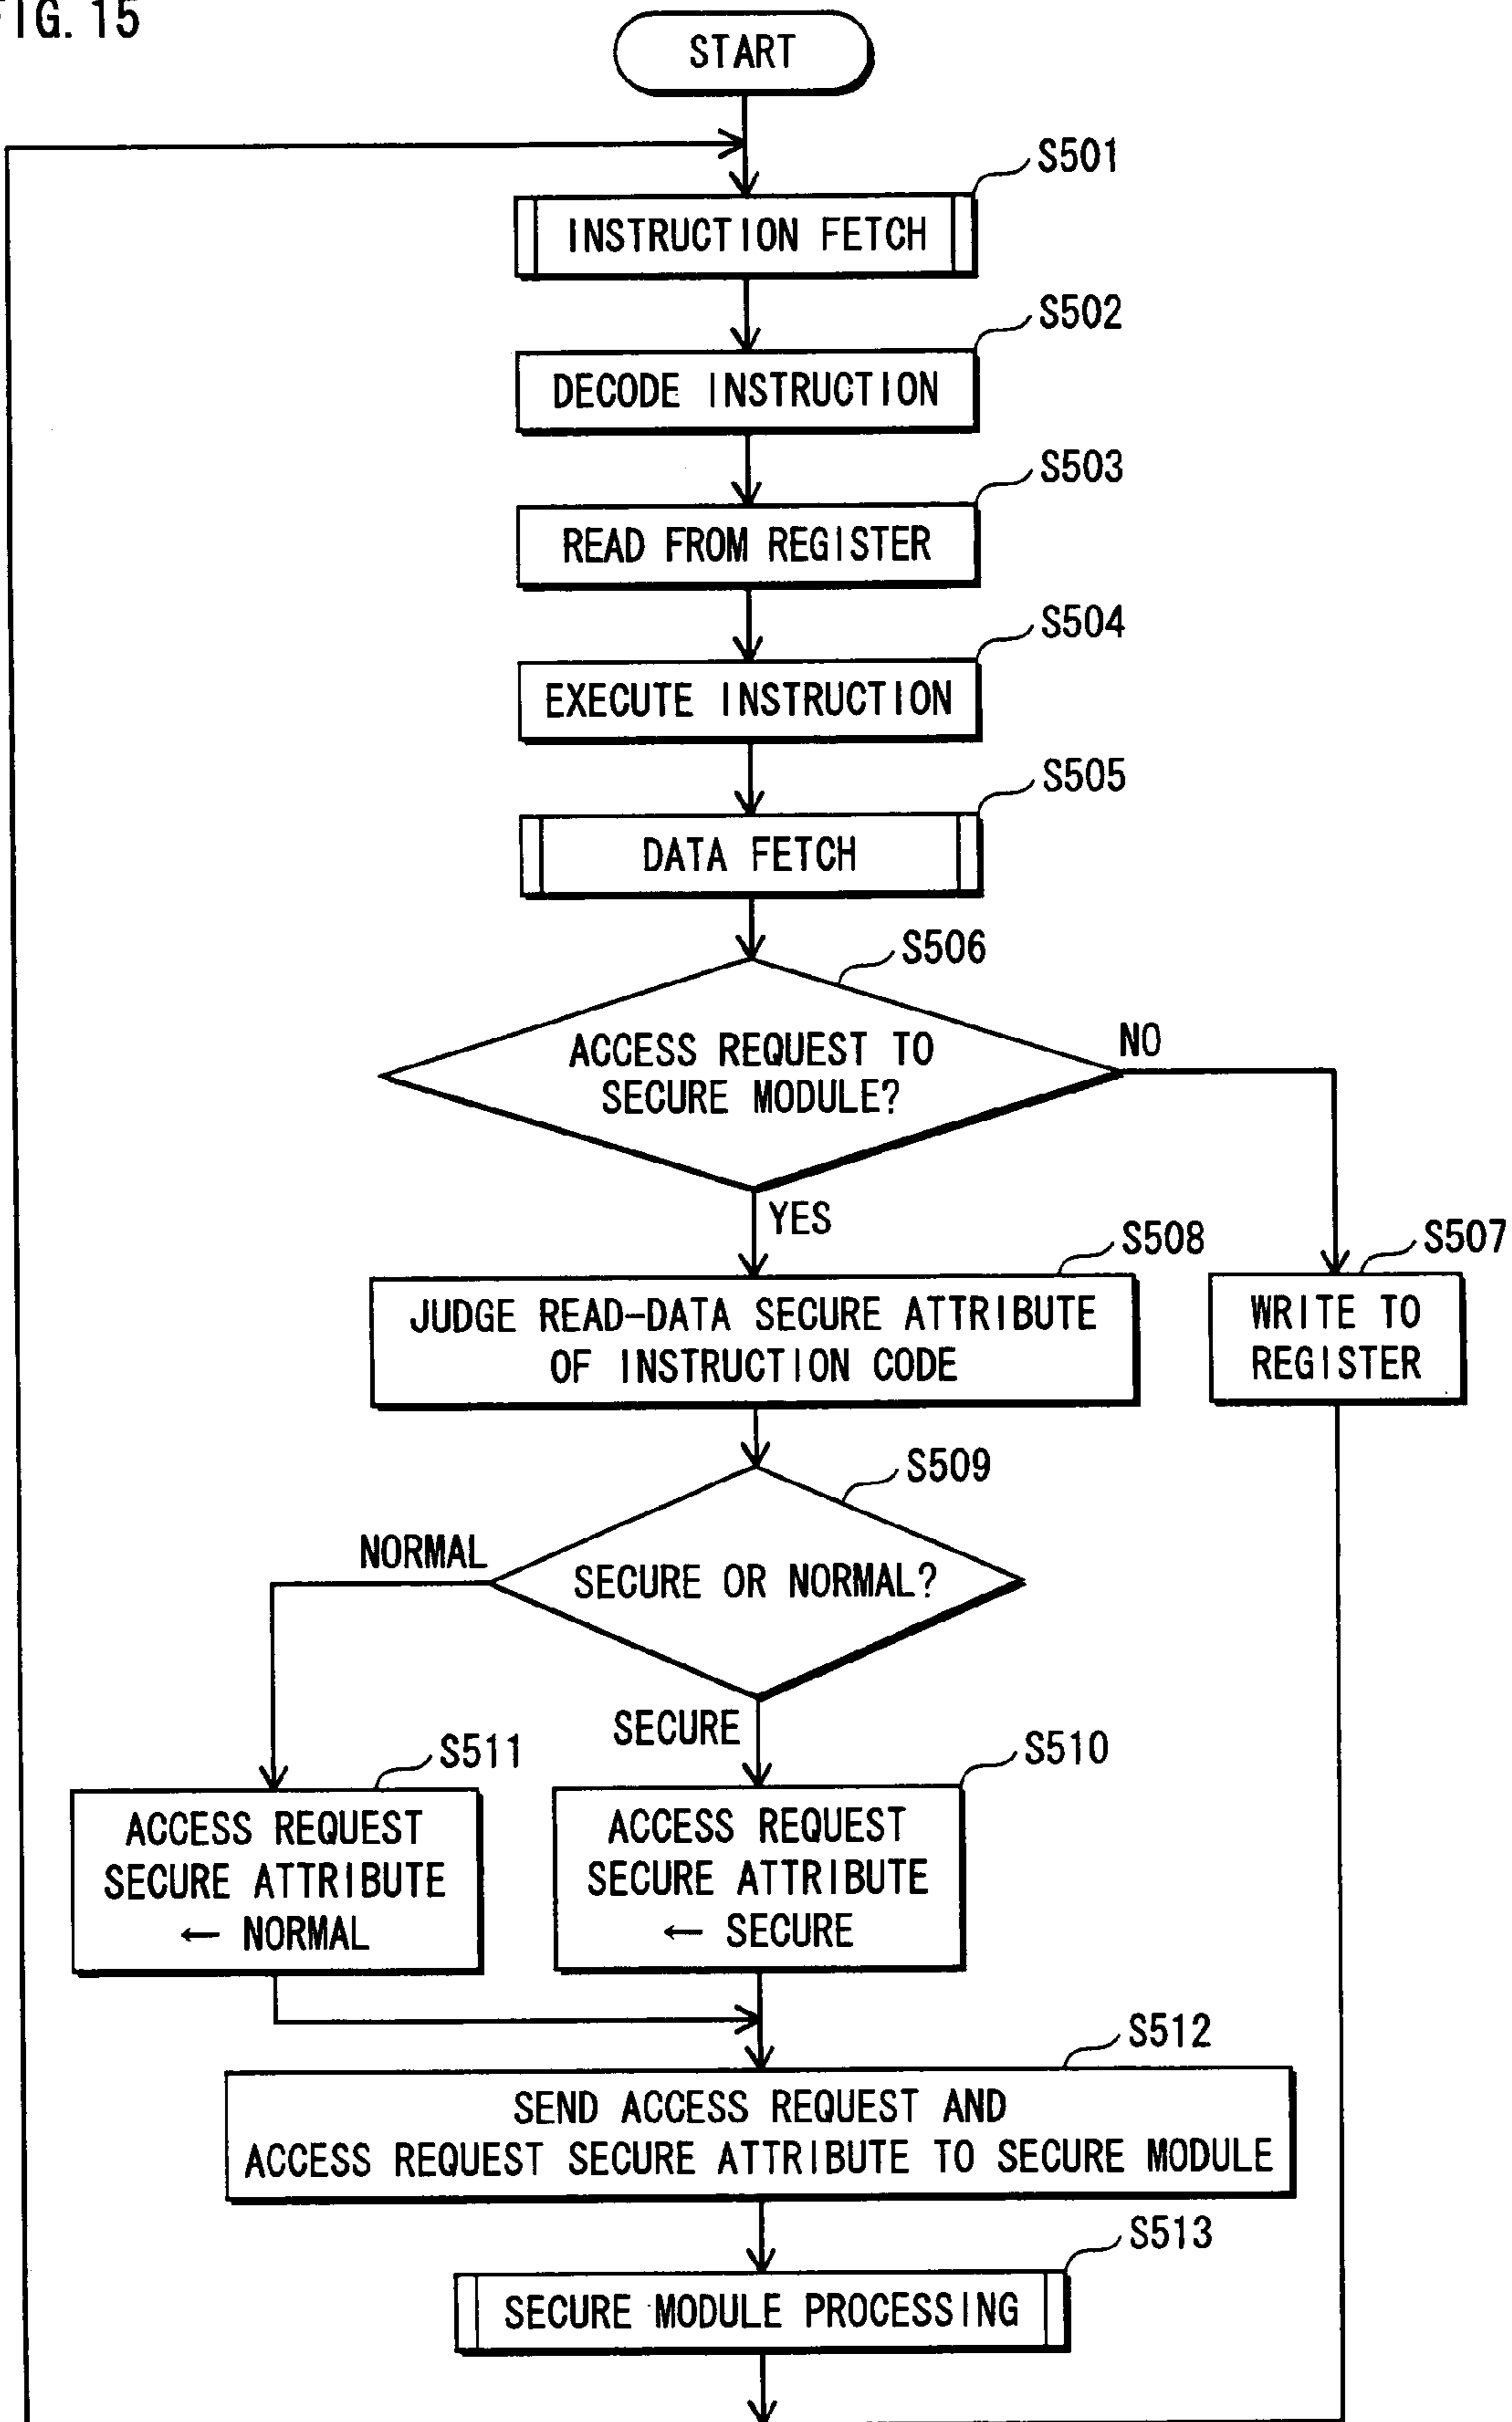 FIG. 15
START
S501
INSTRUCTION FETCH
S502
DECODE INSTRUCTION
S503
READ FROM REGISTER
S504
EXECUTE INSTRUCTION
S505
DATA FETCH
S506
ACCESS REQUEST TO
SECURE MODULE?
NO
YES
S508
JUDGE READ-DATA SECURE ATTRIBUTE
OF INSTRUCTION CODE
S507
WRITE TO
REGISTER
S509
SECURE OR NORMAL?
NORMAL
SECURE
S511
ACCESS REQUEST
SECURE ATTRIBUTE
← NORMAL
S510
ACCESS REQUEST
SECURE ATTRIBUTE
← SECURE
S512
SEND ACCESS REQUEST AND
ACCESS REQUEST SECURE ATTRIBUTE TO SECURE MODULE
S513
SECURE MODULE PROCESSING